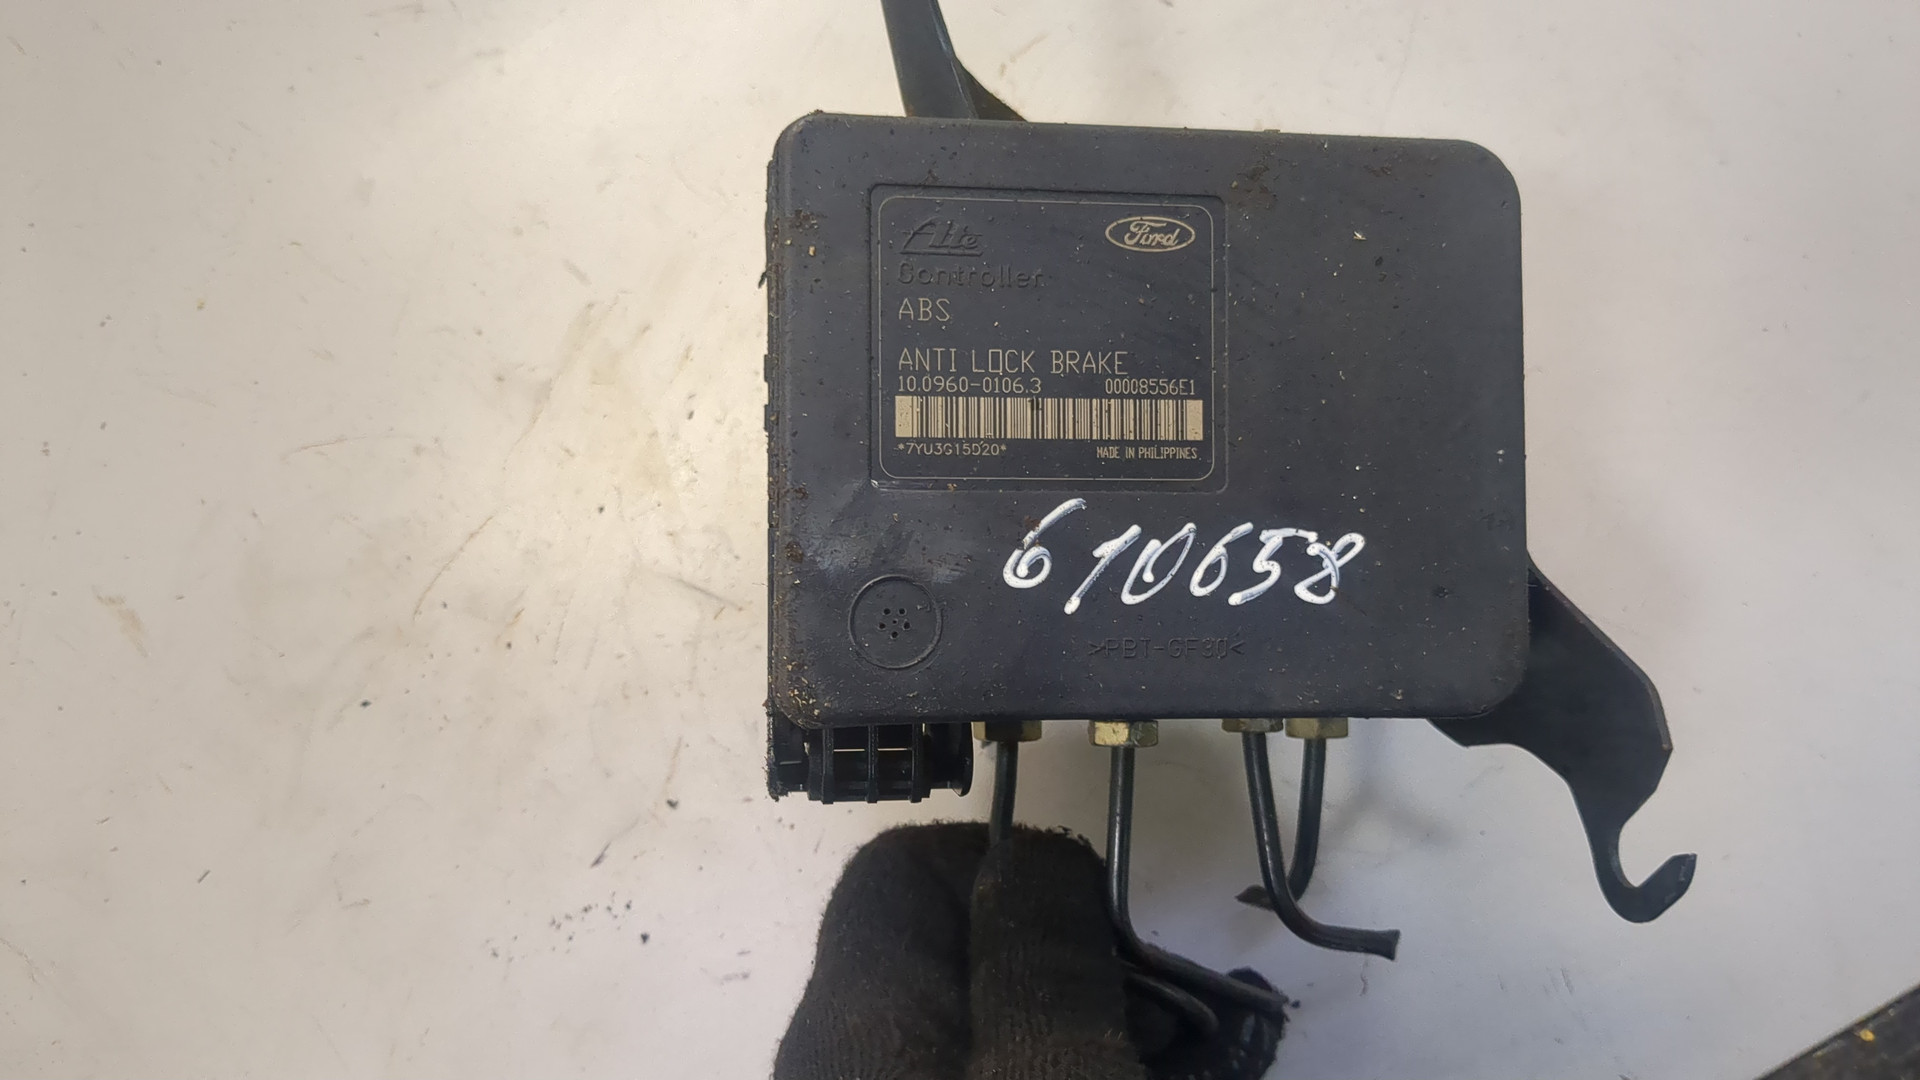 Ate
Ford
Controller
ABS
ANTI LOCK BRAKE
10.0960-0106.3 00008556E1
*7YU3G15D20* MADE IN PHILIPPINES
610658
>PBT-GF30<